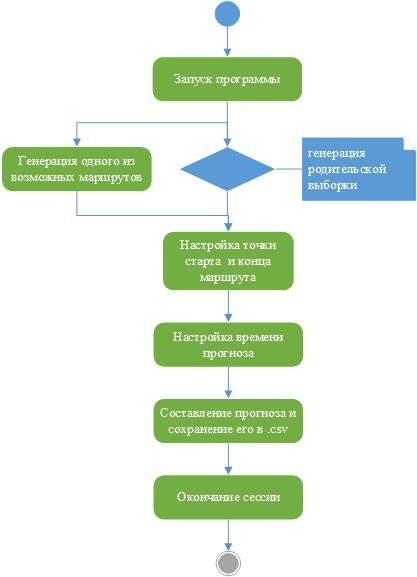 Запуск программы
Генерация одного из
возможных маршрутов
генерация
родительской
выборки
Настройка точки
старта и конца
маршрута
Настройка времени
прогноза
Составление прогноза и
сохранение его в .csv
Окончание сессии